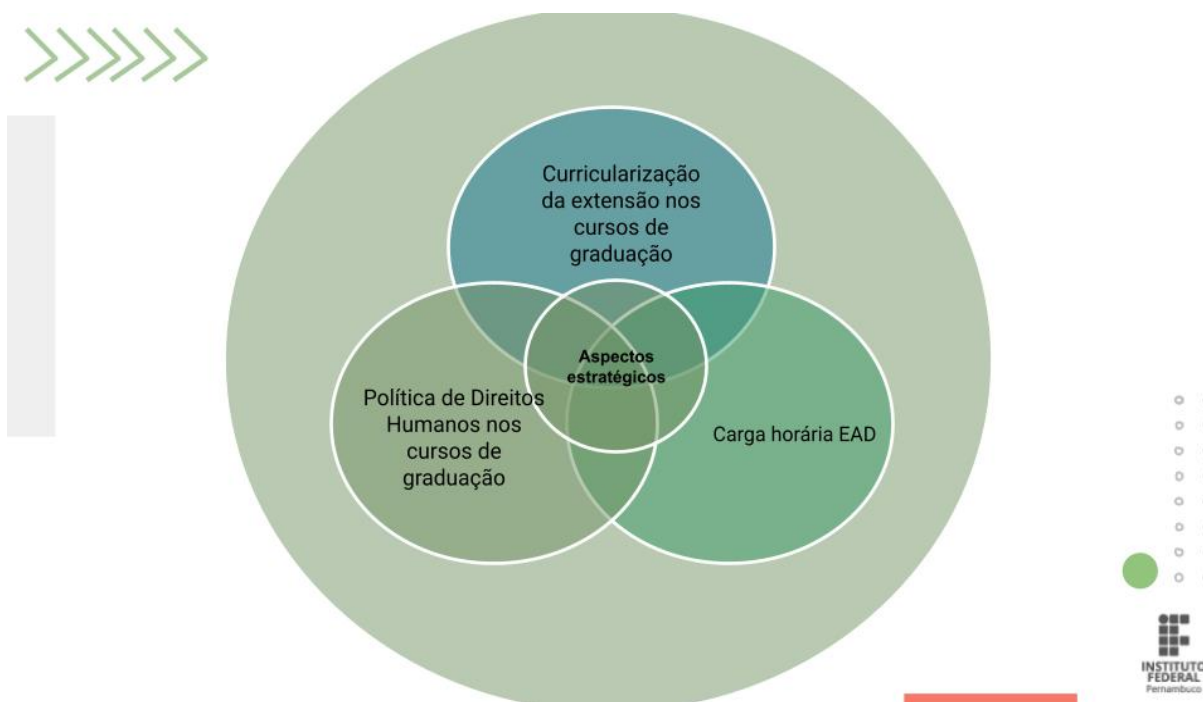 Curricularização
da extensão nos
cursos de
graduação
Aspectos
estratégicos
Política de Direitos
Humanos nos
cursos de
graduação
Carga horária EAD
INSTITUTO
FEDERAL
Pernambuco